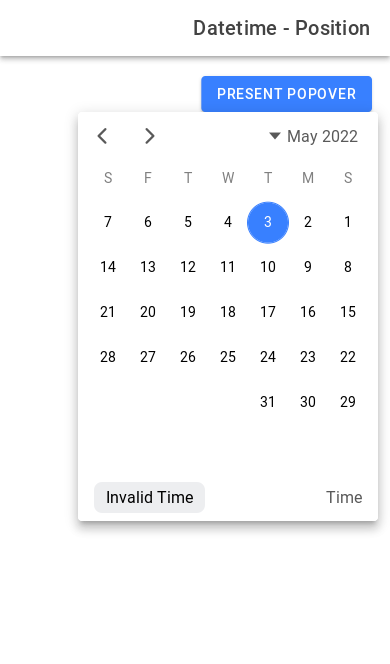 Datetime - Position
PRESENT POPOVER
May 2022
S F T W T M S
7 6 5 4 3 2 1
14 13 12 11 10 9 8
21 20 19 18 17 16 15
28 27 26 25 24 23 22
31 30 29
Invalid Time Time